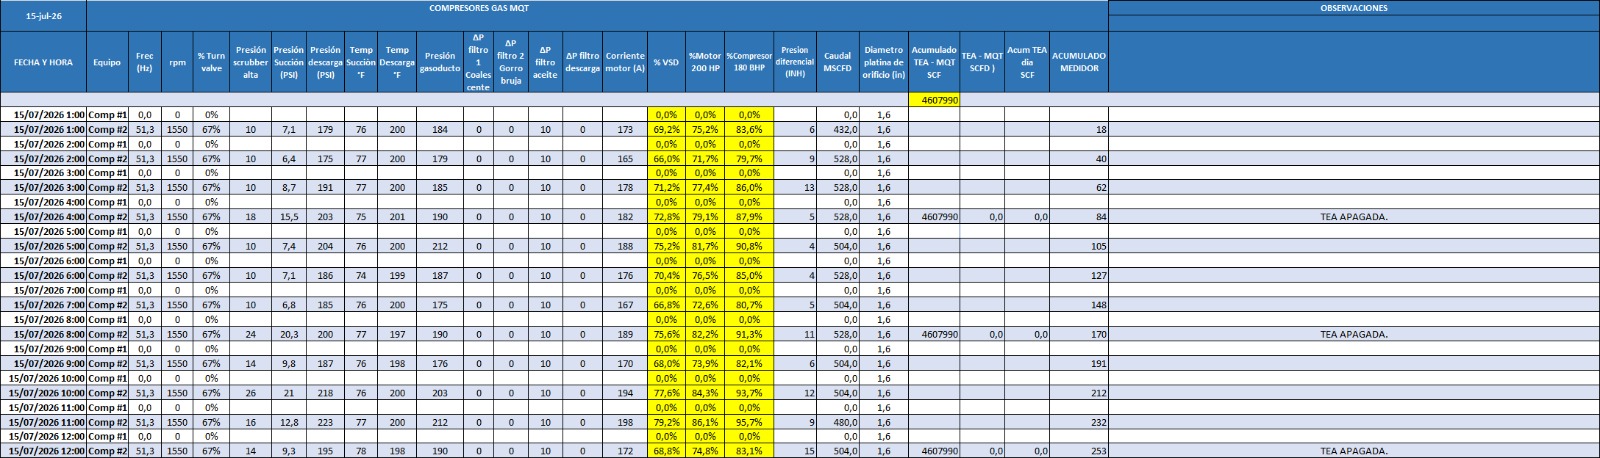 15-jul-26 COMPRESORES GAS MQT OBSERVACIONES
FECHA Y HORA Equipo Frec (Hz) rpm % Turn valve Presión scrubber alta Presión Succión (PSI) Presión descarga (PSI) Temp Succiòn °F Temp Descarga °F Presión gasoducto ΔP filtro 1 Coales cente ΔP filtro 2 Gorro bruja ΔP filtro aceite ΔP filtro descarga Corriente motor (A) % VSD %Motor 200 HP %Compresor 180 BHP Presion diferencial (INH) Caudal MSCFD Diametro platina de orificio (in) Acumulado TEA - MQT SCF TEA - MQT SCFD ) Acum TEA dia SCF ACUMULADO MEDIDOR
4607990
15/07/2026 1:00 Comp #1 0,0 0 0% 0,0% 0,0% 0,0% 0,0 1,6
15/07/2026 1:00 Comp #2 51,3 1550 67% 10 7,1 179 76 200 184 0 0 10 0 173 69,2% 75,2% 83,6% 6 432,0 1,6 18
15/07/2026 2:00 Comp #1 0,0 0 0% 0,0% 0,0% 0,0% 0,0 1,6
15/07/2026 2:00 Comp #2 51,3 1550 67% 10 6,4 175 77 200 179 0 0 10 0 165 66,0% 71,7% 79,7% 9 528,0 1,6 40
15/07/2026 3:00 Comp #1 0,0 0 0% 0,0% 0,0% 0,0% 0,0 1,6
15/07/2026 3:00 Comp #2 51,3 1550 67% 10 8,7 191 77 200 185 0 0 10 0 178 71,2% 77,4% 86,0% 13 528,0 1,6 62
15/07/2026 4:00 Comp #1 0,0 0 0% 0,0% 0,0% 0,0% 0,0 1,6
15/07/2026 4:00 Comp #2 51,3 1550 67% 18 15,5 203 75 201 190 0 0 10 0 182 72,8% 79,1% 87,9% 5 528,0 1,6 4607990 0,0 0,0 84 TEA APAGADA.
15/07/2026 5:00 Comp #1 0,0 0 0% 0,0% 0,0% 0,0% 0,0 1,6
15/07/2026 5:00 Comp #2 51,3 1550 67% 10 7,4 204 76 200 212 0 0 10 0 188 75,2% 81,7% 90,8% 4 504,0 1,6 105
15/07/2026 6:00 Comp #1 0,0 0 0% 0,0% 0,0% 0,0% 0,0 1,6
15/07/2026 6:00 Comp #2 51,3 1550 67% 10 7,1 186 74 199 187 0 0 10 0 176 70,4% 76,5% 85,0% 4 528,0 1,6 127
15/07/2026 7:00 Comp #1 0,0 0 0% 0,0% 0,0% 0,0% 0,0 1,6
15/07/2026 7:00 Comp #2 51,3 1550 67% 10 6,8 185 76 200 175 0 0 10 0 167 66,8% 72,6% 80,7% 5 504,0 1,6 148
15/07/2026 8:00 Comp #1 0,0 0 0% 0,0% 0,0% 0,0% 0,0 1,6
15/07/2026 8:00 Comp #2 51,3 1550 67% 24 20,3 200 77 197 190 0 0 10 0 189 75,6% 82,2% 91,3% 11 528,0 1,6 4607990 0,0 0,0 170 TEA APAGADA.
15/07/2026 9:00 Comp #1 0,0 0 0% 0,0% 0,0% 0,0% 0,0 1,6
15/07/2026 9:00 Comp #2 51,3 1550 67% 14 9,8 187 76 198 176 0 0 10 0 170 68,0% 73,9% 82,1% 6 504,0 1,6 191
15/07/2026 10:00 Comp #1 0,0 0 0% 0,0% 0,0% 0,0% 0,0 1,6
15/07/2026 10:00 Comp #2 51,3 1550 67% 26 21 218 76 200 203 0 0 10 0 194 77,6% 84,3% 93,7% 12 504,0 1,6 212
15/07/2026 11:00 Comp #1 0,0 0 0% 0,0% 0,0% 0,0% 0,0 1,6
15/07/2026 11:00 Comp #2 51,3 1550 67% 16 12,8 223 77 200 212 0 0 10 0 198 79,2% 86,1% 95,7% 9 480,0 1,6 232
15/07/2026 12:00 Comp #1 0,0 0 0% 0,0% 0,0% 0,0% 0,0 1,6
15/07/2026 12:00 Comp #2 51,3 1550 67% 14 9,3 195 78 198 190 0 0 10 0 172 68,8% 74,8% 83,1% 15 504,0 1,6 4607990 0,0 0,0 253 TEA APAGADA.